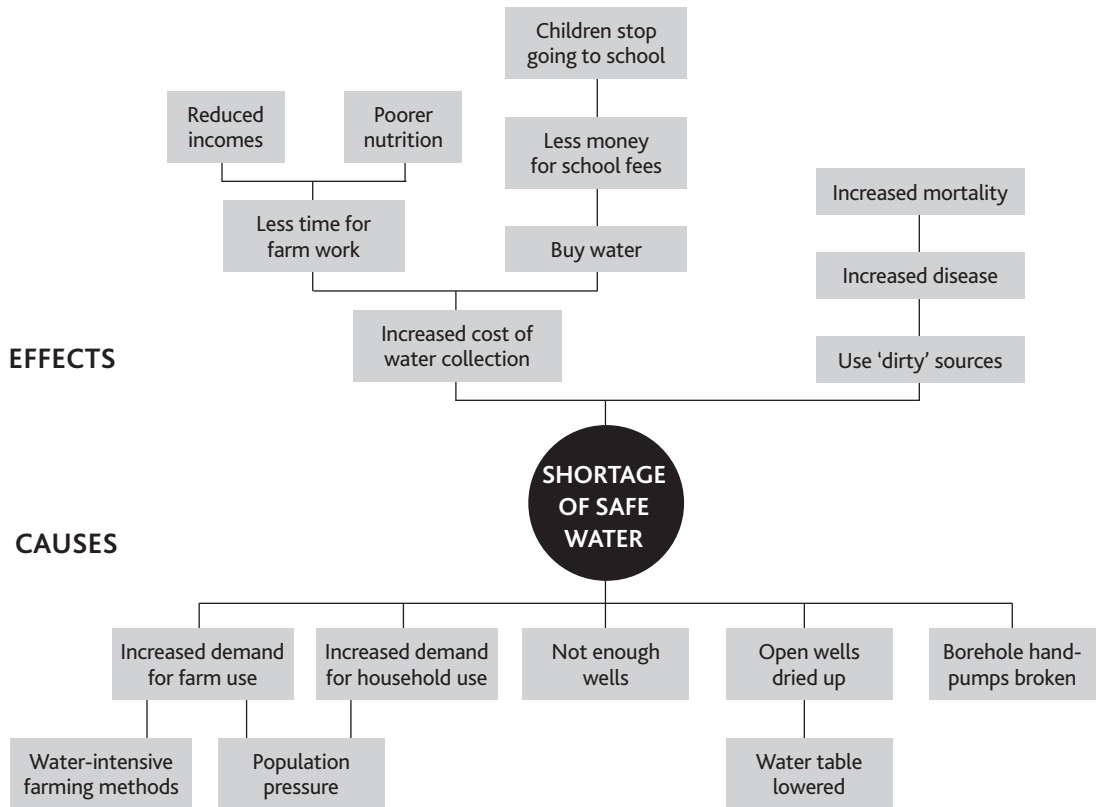 Children stop
going to school
Reduced
incomes
Poorer
nutrition
Less money
for school fees
Increased mortality
Less time for
farm work
Buy water
Increased disease
Increased cost of
water collection
EFFECTS
Use ‘dirty’ sources
SHORTAGE
OF SAFE
WATER
CAUSES
Increased demand
for farm use
Increased demand
for household use
Not enough
wells
Open wells
dried up
Borehole hand-
pumps broken
Water-intensive
farming methods
Population
pressure
Water table
lowered